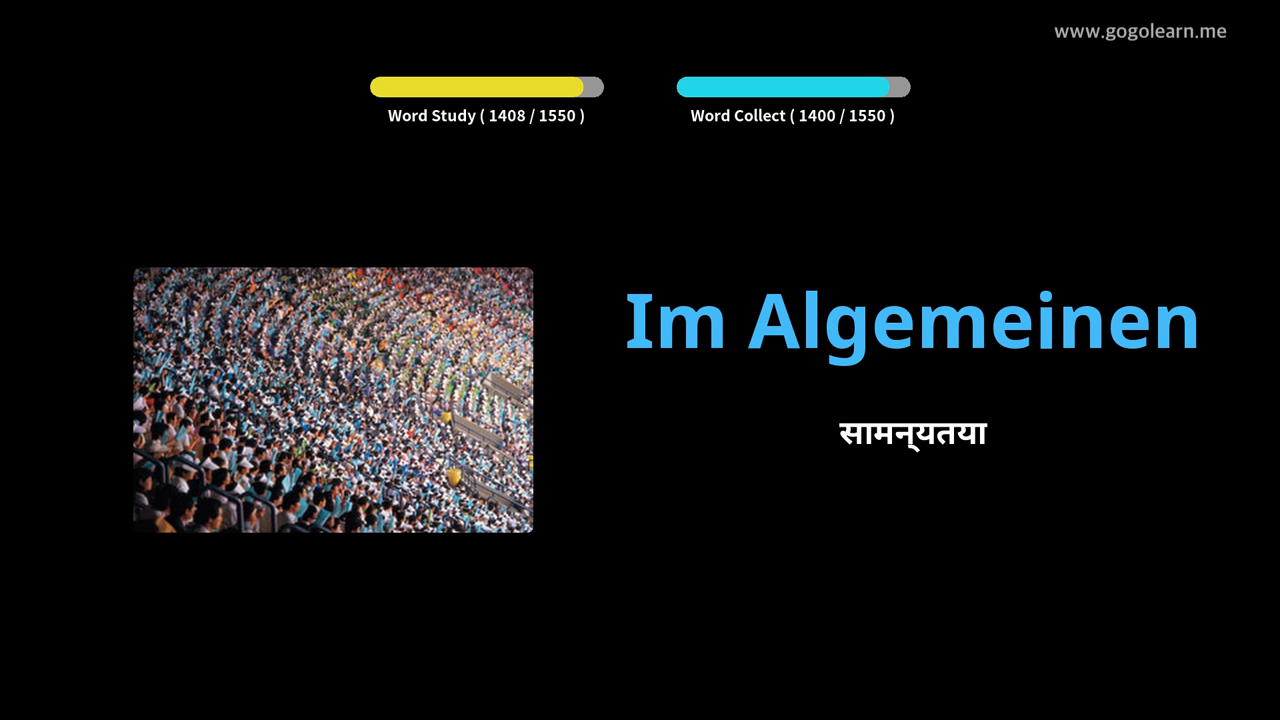 www.gogolearn.me
Word Study ( 1408 / 1550 )
Word Collect ( 1400 / 1550 )
Im Algemeinen
सामन्यतया